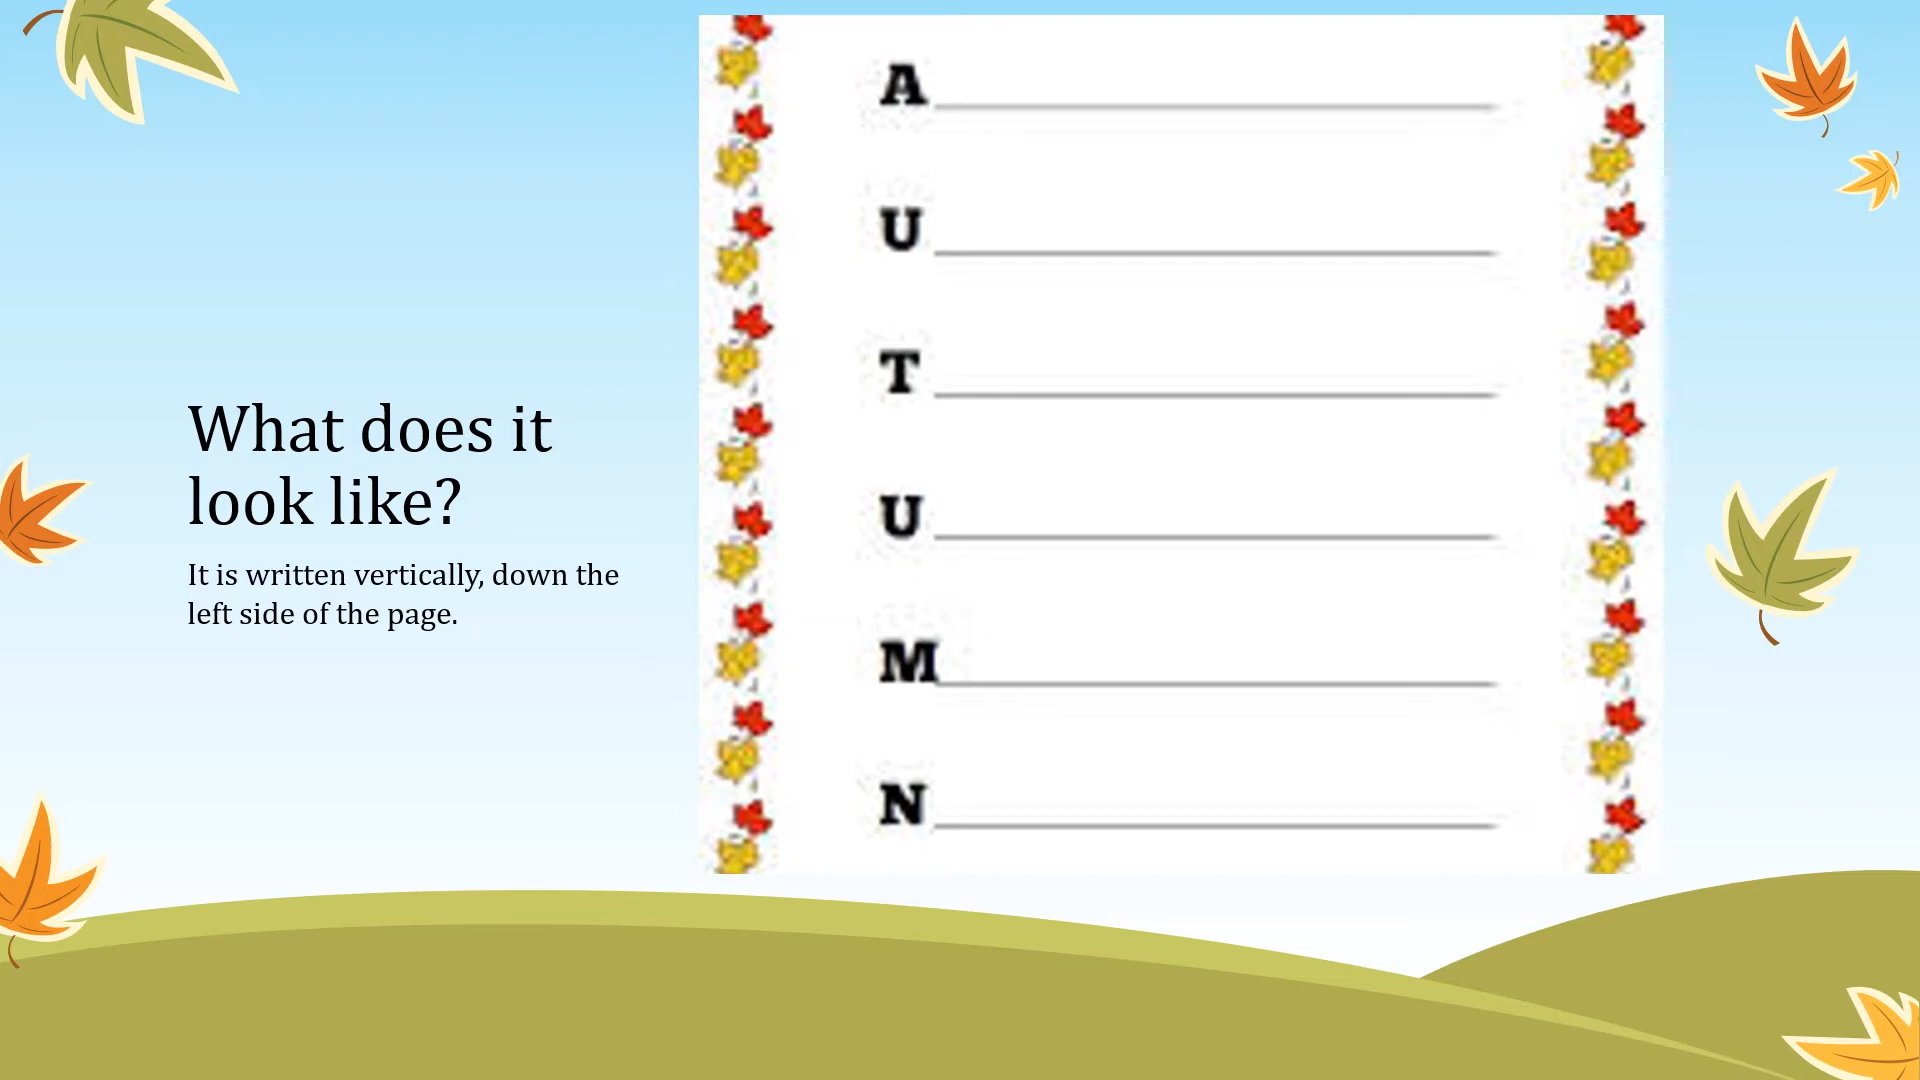 What does it
look like?
It is written vertically, down the
left side of the page.
A
U
T
U
M
N